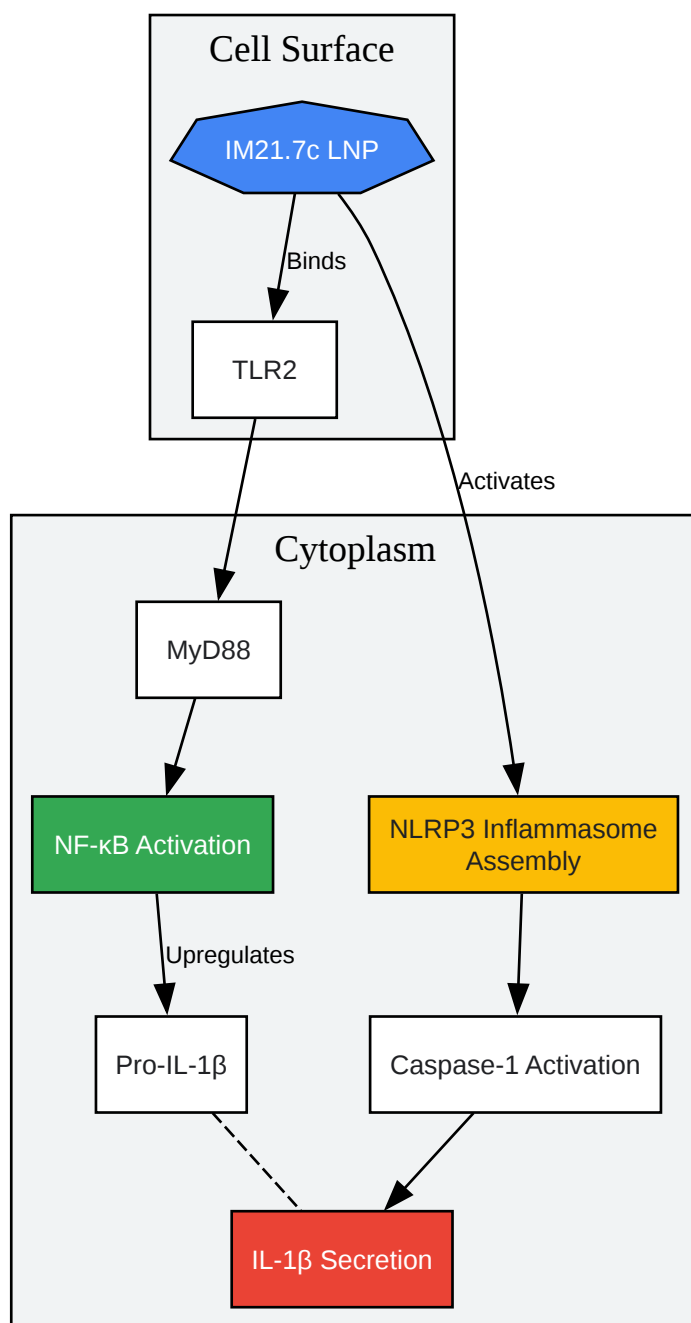 Cell Surface
IM21.7c LNP
Binds
TLR2
Activates
Cytoplasm
MyD88
NF-κB Activation
NLRP3 Inflammasome
Assembly
Upregulates
Pro-IL-1β
Caspase-1 Activation
IL-1β Secretion